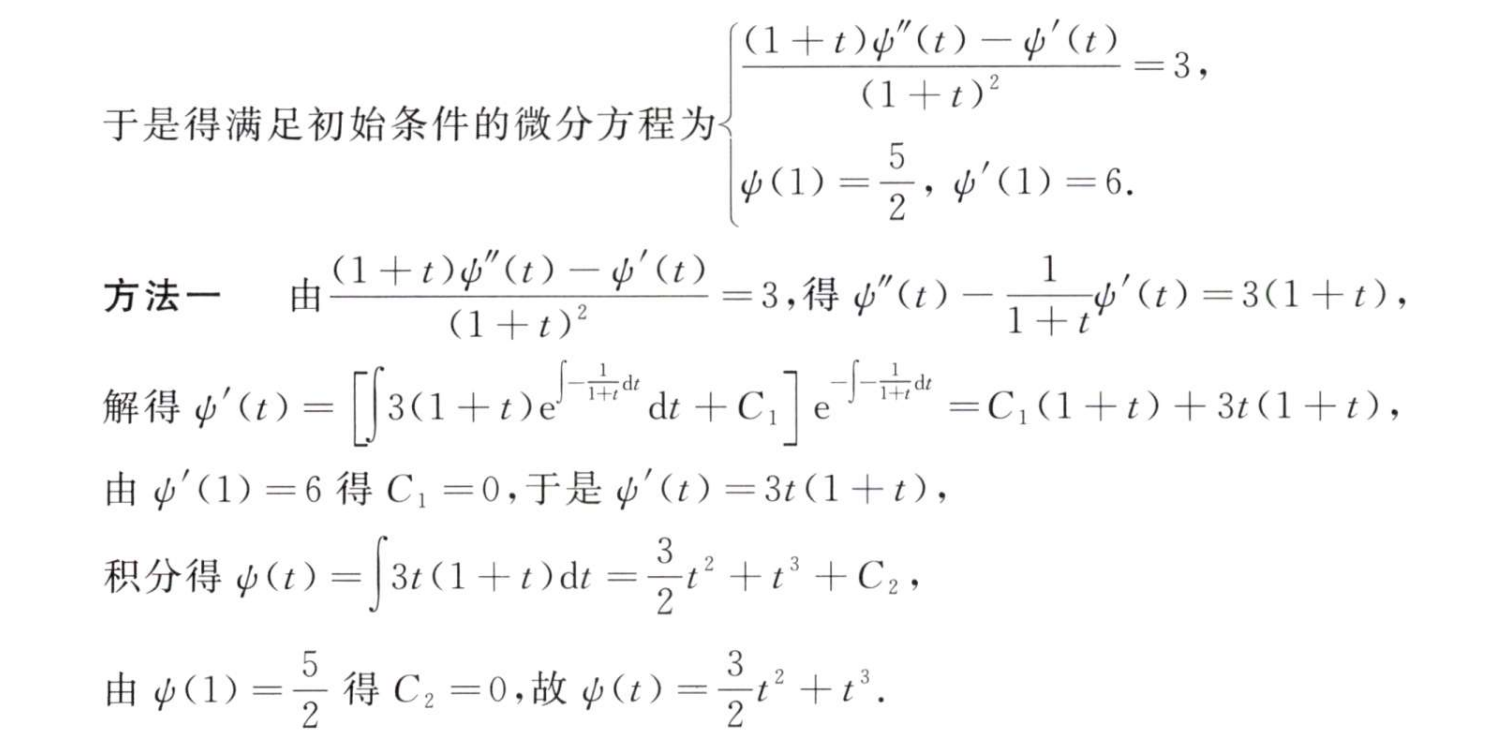 于是得满足初始条件的微分方程为{ ((1+t)ψ″(t)−ψ′(t))/(1+t)² = 3,
ψ(1)=5/2, ψ′(1)=6.
方法一 由 ((1+t)ψ″(t)−ψ′(t))/(1+t)² = 3,得 ψ″(t)−1/(1+t) ψ′(t)=3(1+t),
解得 ψ′(t)=[∫3(1+t)e^{∫−1/(1+t) dt} dt+C₁]e^{−∫−1/(1+t) dt}=C₁(1+t)+3t(1+t),
由 ψ′(1)=6 得 C₁=0,于是 ψ′(t)=3t(1+t),
积分得 ψ(t)=∫3t(1+t)dt=3/2 t²+t³+C₂,
由 ψ(1)=5/2 得 C₂=0,故 ψ(t)=3/2 t²+t³.